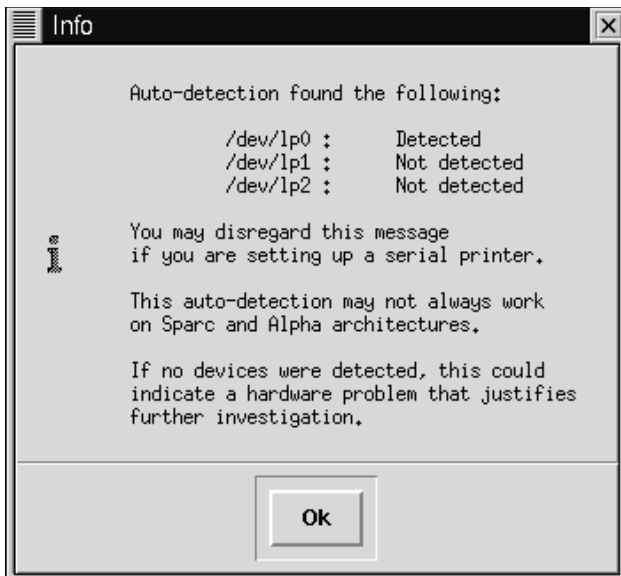 Info
Auto-detection found the following:
/dev/lp0 : Detected
/dev/lp1 : Not detected
/dev/lp2 : Not detected
You may disregard this message
if you are setting up a serial printer.
This auto-detection may not always work
on Sparc and Alpha architectures.
If no devices were detected, this could
indicate a hardware problem that justifies
further investigation.
Ok